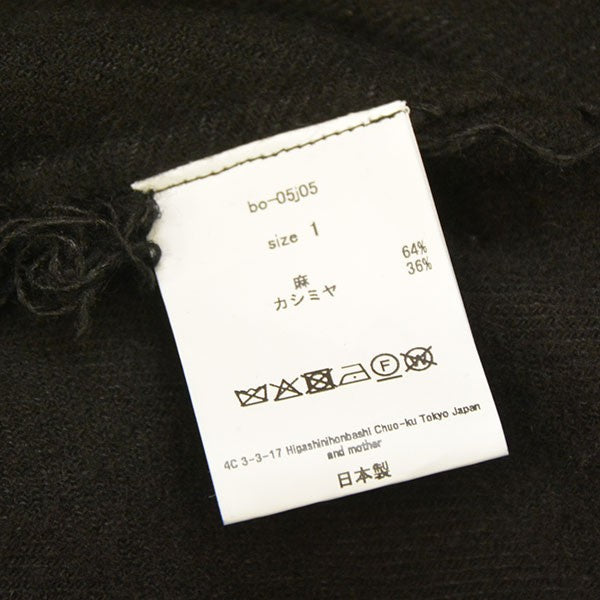 bo-05j05
size 1
麻 64%
カシミヤ 36%
F W
4C 3-3-17 Higashinihonbashi Chuo-ku Tokyo Japan
and mother
日本製